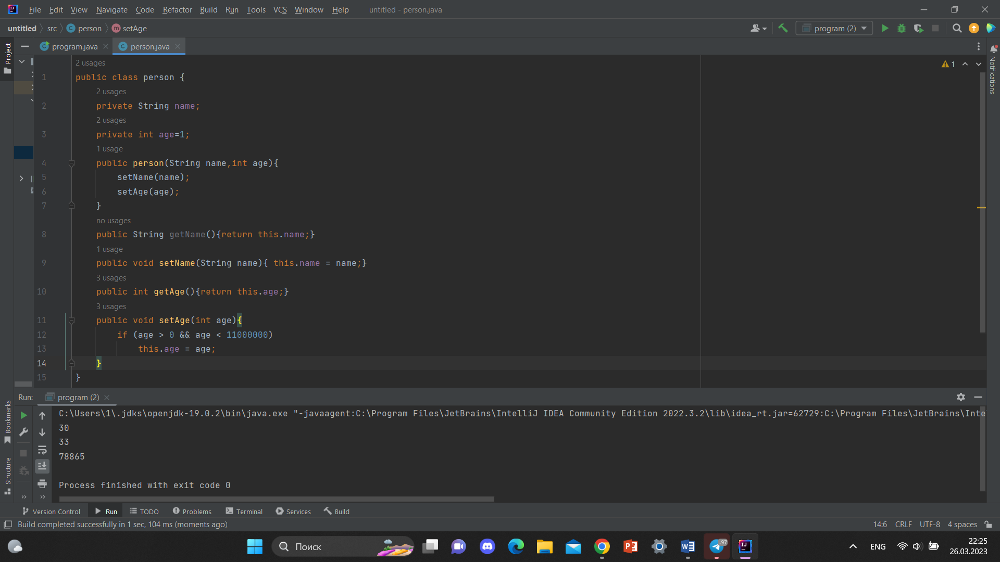 File Edit View Navigate Code Refactor Build Run Tools VCS Window Help untitled - person.java
untitled src person setAge program (2)
Project
program.java person.java
Notifications
2 usages
1
1 public class person {
2 usages
2 private String name;
2 usages
3 private int age=1;
1 usage
4 public person(String name,int age){
5 setName(name);
6 setAge(age);
7 }
no usages
8 public String getName(){return this.name;}
1 usage
9 public void setName(String name){ this.name = name;}
3 usages
10 public int getAge(){return this.age;}
3 usages
11 public void setAge(int age){
12 if (age > 0 && age < 11000000)
13 this.age = age;
14 }
15 }
Run: program (2)
Bookmarks
Structure
C:\Users\1\.jdks\openjdk-19.0.2\bin\java.exe "-javaagent:C:\Program Files\JetBrains\IntelliJ IDEA Community Edition 2022.3.2\lib\idea_rt.jar=62729:C:\Program Files\JetBrains\Inte
30
33
78865
Process finished with exit code 0
Version Control Run TODO Problems Terminal Services Build
Build completed successfully in 1 sec, 104 ms (moments ago) 14:6 CRLF UTF-8 4 spaces
Поиск 97 ENG 22:25
26.03.2023